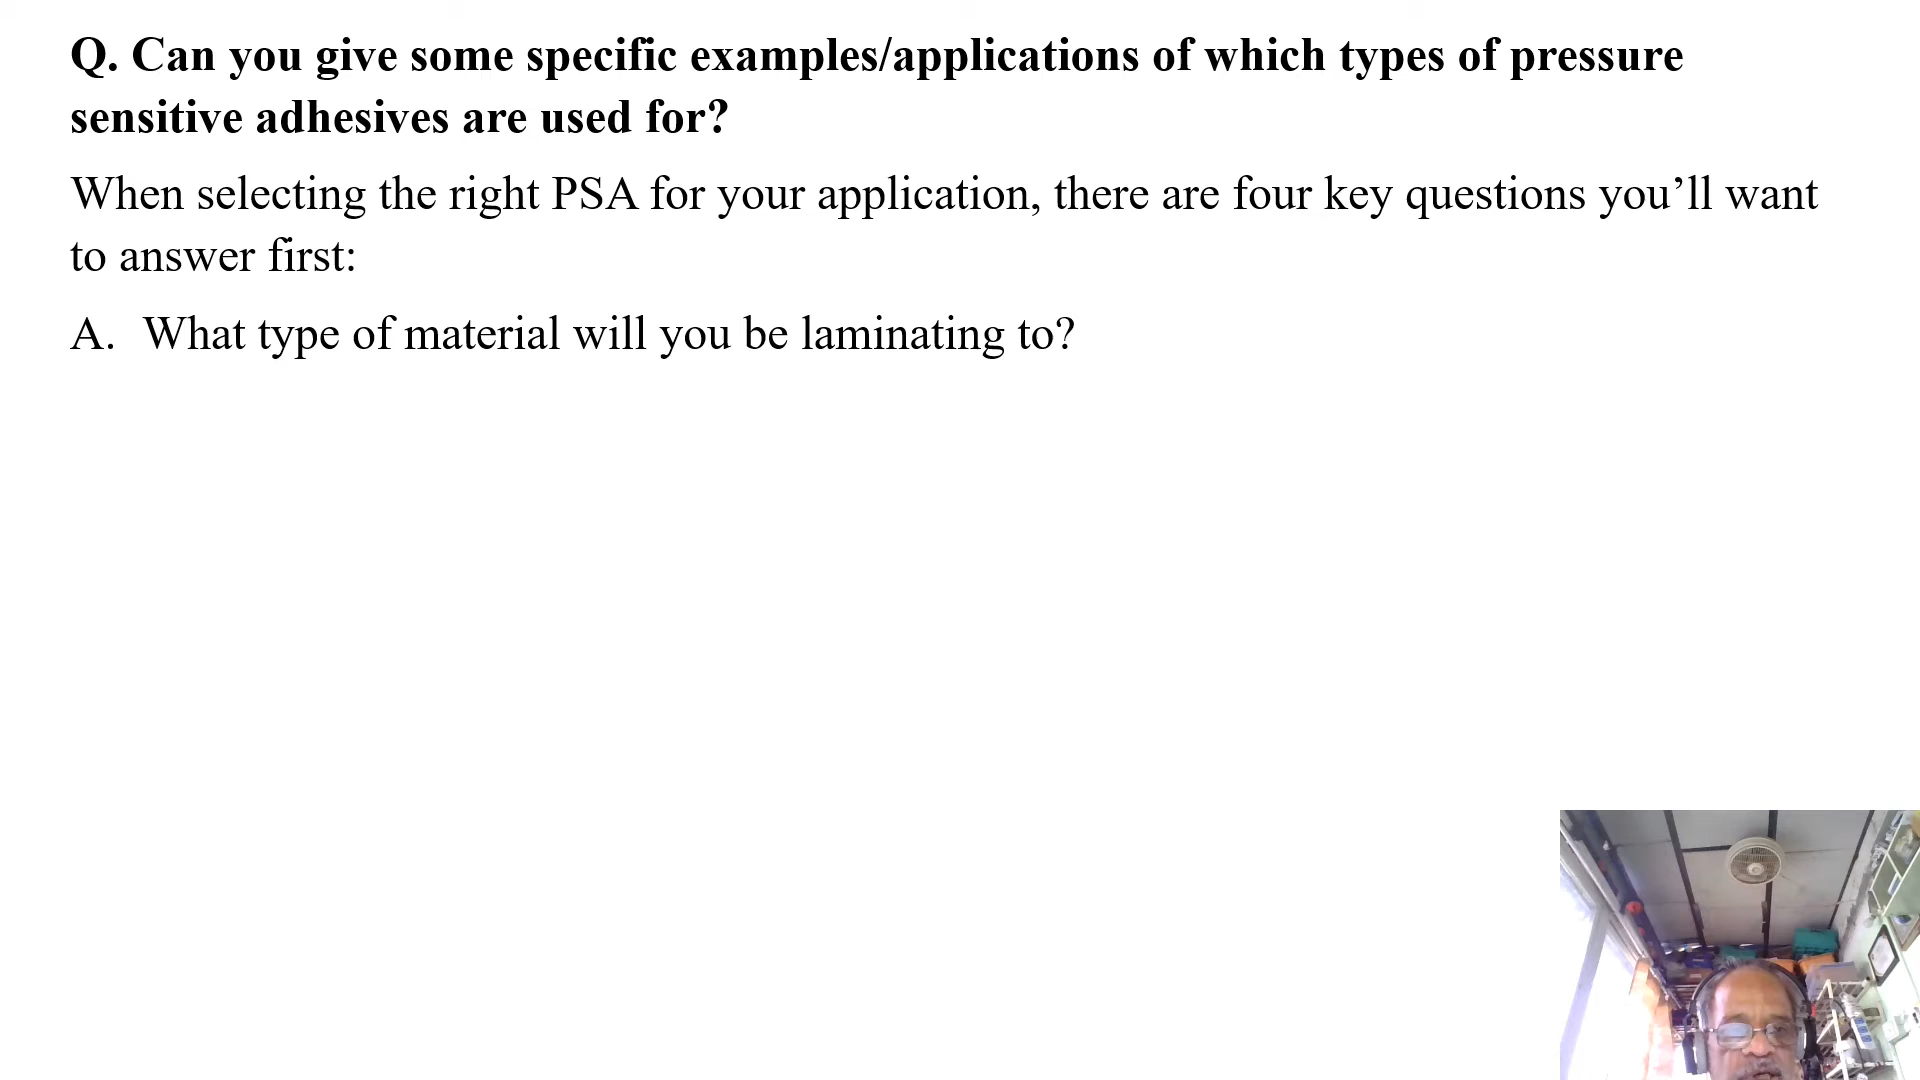 Q. Can you give some specific examples/applications of which types of pressure
sensitive adhesives are used for?
When selecting the right PSA for your application, there are four key questions you’ll want
to answer first:
A. What type of material will you be laminating to?